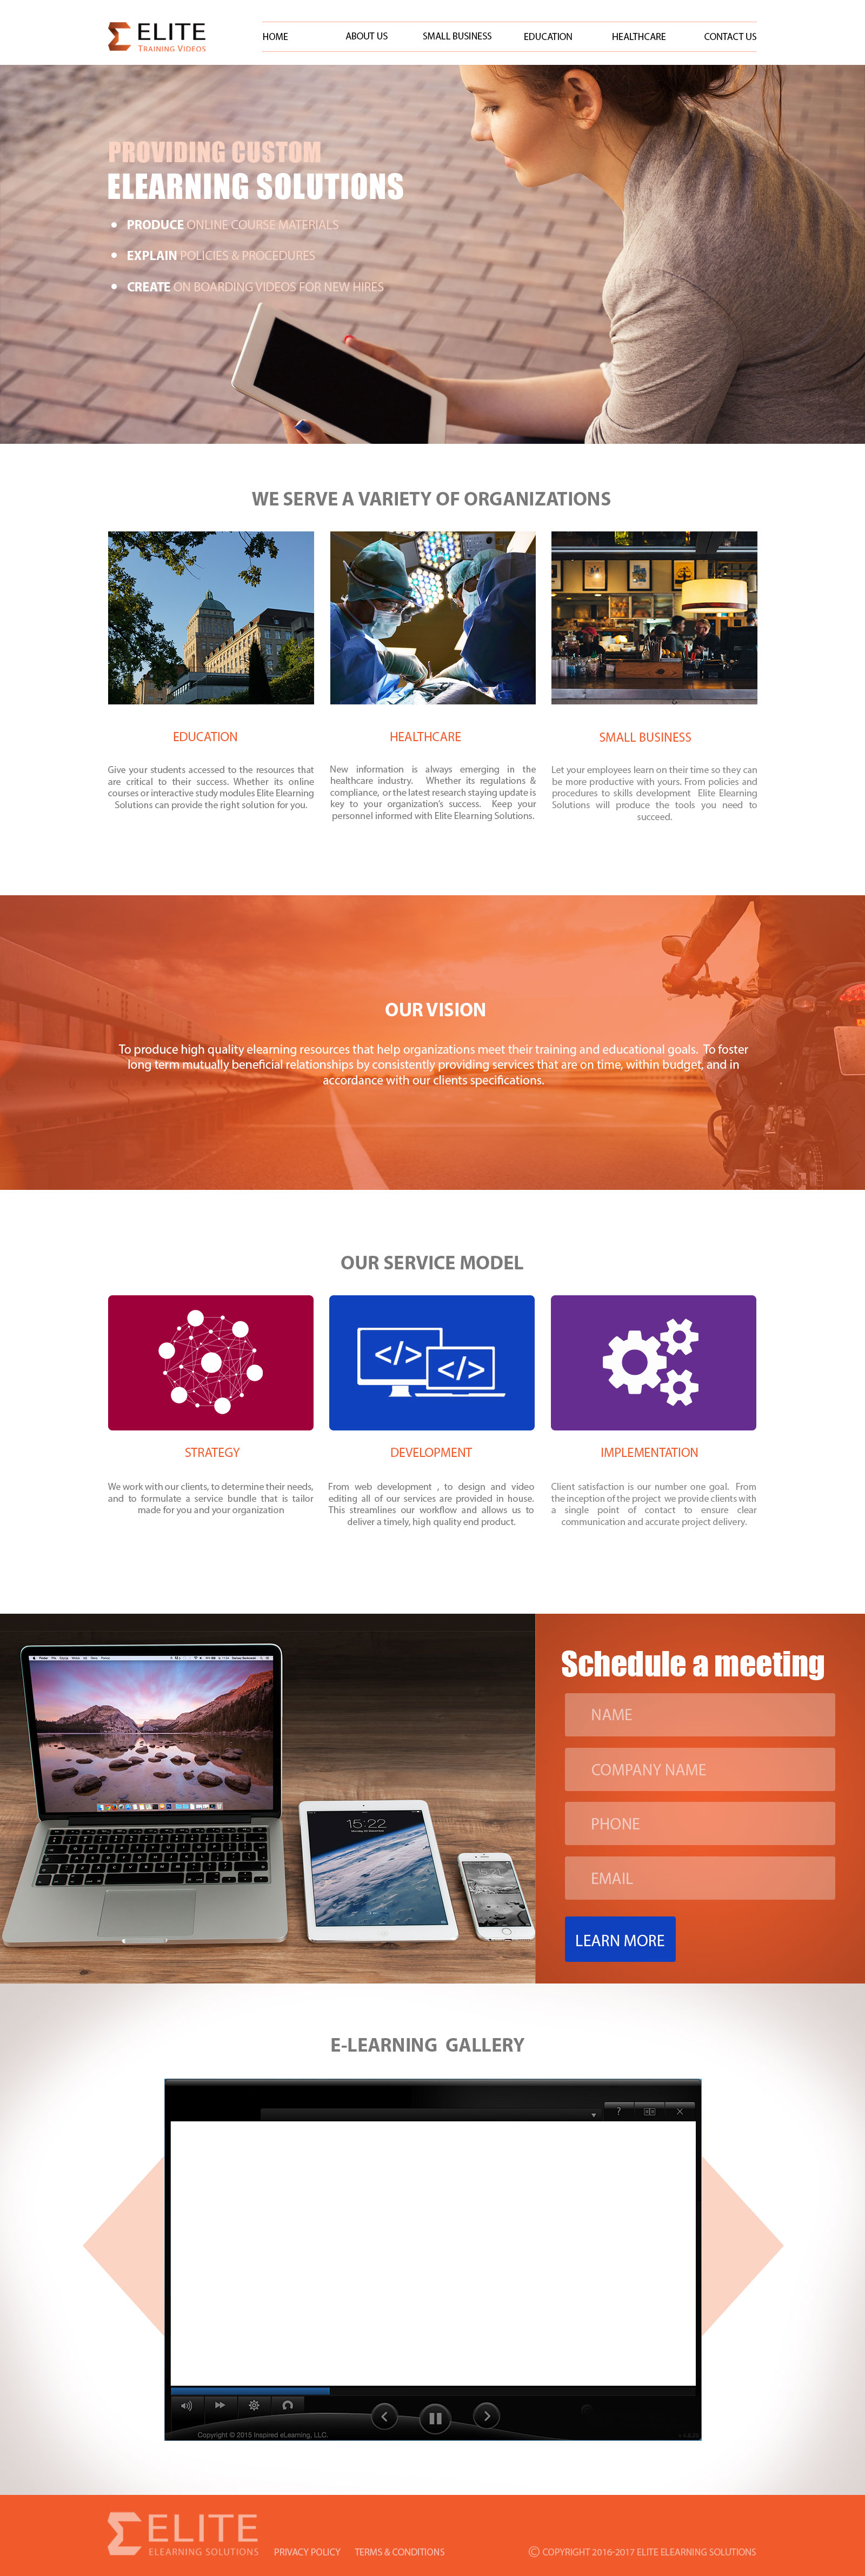 ELITE
TRAINING VIDEOS
HOME
ABOUT US
SMALL BUSINESS
EDUCATION
HEALTHCARE
CONTACT US
PROVIDING CUSTOM
ELEARNING SOLUTIONS
PRODUCE ONLINE COURSE MATERIALS
EXPLAIN POLICIES & PROCEDURES
CREATE ON BOARDING VIDEOS FOR NEW HIRES
WE SERVE A VARIETY OF ORGANIZATIONS
EDUCATION
Give your students accessed to the resources that
are critical to their success. Whether its online
courses or interactive study modules Elite Elearning
Solutions can provide the right solution for you.
HEALTHCARE
New information is always emerging in the
healthcare industry. Whether its regulations &
compliance, or the latest research staying update is
key to your organization's success. Keep your
personnel informed with Elite Elearning Solutions.
SMALL BUSINESS
Let your employees learn on their time so they can
be more productive with yours. From policies and
procedures to skills development Elite Elearning
Solutions will produce the tools you need to
succeed.
OUR VISION
To produce high quality elearning resources that help organizations meet their training and educational goals. To foster
long term mutually beneficial relationships by consistently providing services that are on time, within budget, and in
accordance with our clients specifications.
OUR SERVICE MODEL
</>
</>
STRATEGY
We work with our clients, to determine their needs,
and to formulate a service bundle that is tailor
made for you and your organization
DEVELOPMENT
From web development , to design and video
editing all of our services are provided in house.
This streamlines our workflow and allows us to
deliver a timely, high quality end product.
IMPLEMENTATION
Client satisfaction is our number one goal. From
the inception of the project we provide clients with
a single point of contact to ensure clear
communication and accurate project delivery.
15:22
15:21
Schedule a meeting
NAME
COMPANY NAME
PHONE
EMAIL
LEARN MORE
E-LEARNING GALLERY
?
X
Copyright © 2015 Inspired eLearning, LLC.
ELITE
ELEARNING SOLUTIONS
PRIVACY POLICY
TERMS & CONDITIONS
© COPYRIGHT 2016-2017 ELITE ELEARNING SOLUTIONS